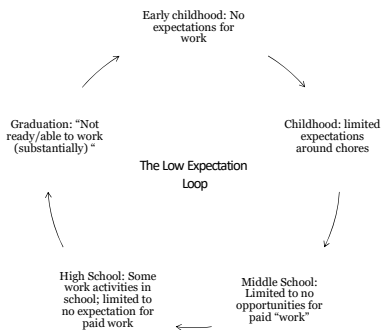 Early childhood: No
expectations for
work
Childhood: limited
expectations
around chores
Middle School:
Limited to no
opportunities for
paid “work”
High School: Some
work activities in
school; limited to
no expectation for
paid work
Graduation: “Not
ready/able to work
(substantially) “
The Low Expectation
Loop